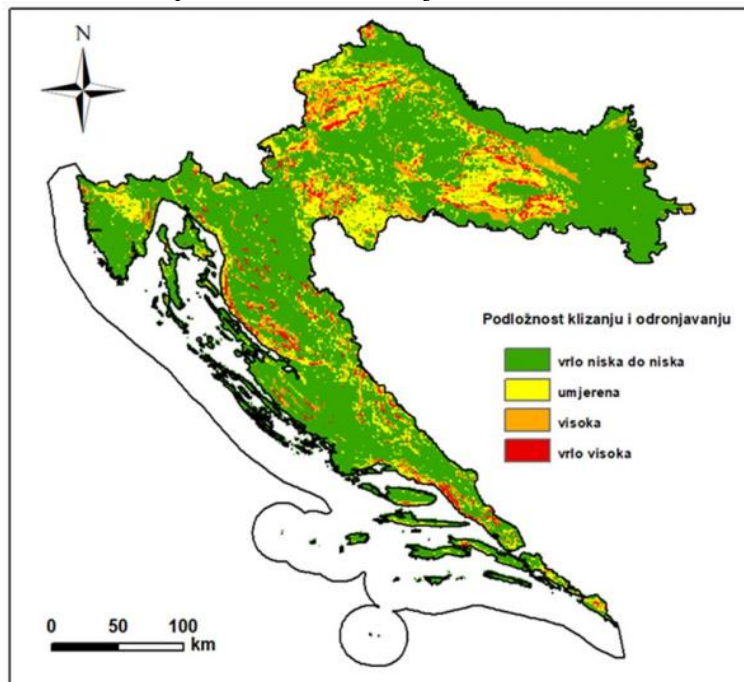 N
Podložnost klizanju i odronjavanju
vrlo niska do niska
umjerena
visoka
vrlo visoka
0 50 100
km